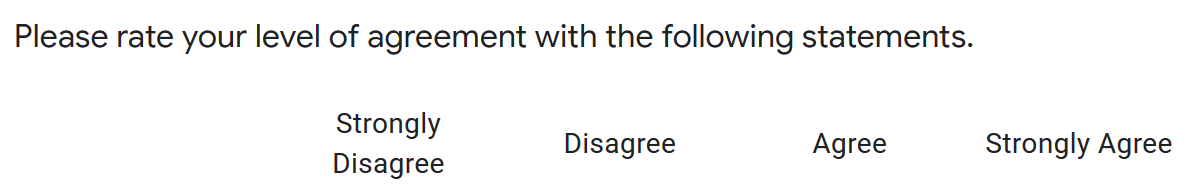 Please rate your level of agreement with the following statements.
Strongly
Disagree
Disagree
Agree
Strongly Agree